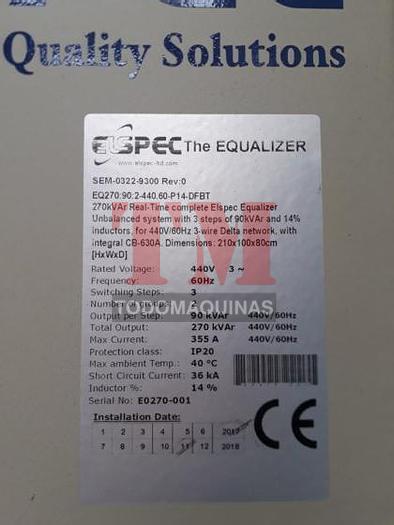 Quality Solutions
ELSPEC The EQUALIZER
www.elspec-ltd.com
SEM-0322-9300 Rev:0
EQ270:90:2-440.60-P14-DFBT
270kVAr Real-Time complete Elspec Equalizer
Unbalanced system with 3 steps of 90kVAr and 14%
inductors, for 440V/60Hz 3-wire Delta network, with
integral CB-630A. Dimensions: 210x100x80cm
[HxWxD]
TM
Rated Voltage: 440V 3 ~
Frequency: 60Hz
Switching Steps: 3
TODOMAQUINAS
Number of 2
Output per Step: 90 kVAr 440V/60Hz
Total Output: 270 kVAr 440V/60Hz
Max Current: 355 A 440V/60Hz
Protection class: IP20
Max ambient Temp.: 40 °C
Short Circuit Current: 36 kA
Inductor %: 14 %
Serial No: E0270-001
Installation Date:
1 2 3 4 5 6 2017
7 8 9 10 11 12 2018
CE